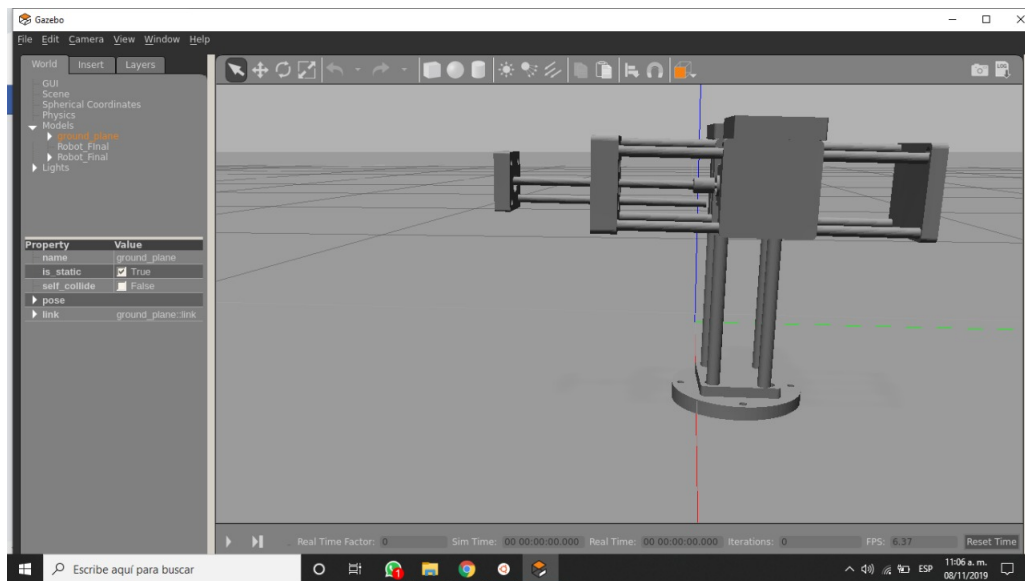 Gazebo
File Edit Camera View Window Help
World Insert Layers
GUI
Scene
Spherical Coordinates
Physics
Models
ground_plane
Robot_Final
Robot_Final
Lights
LOG
Property Value
name ground_plane
is_static True
self_collide False
pose
link ground_plane::link
Real Time Factor: 0 Sim Time: 00 00:00:00.000 Real Time: 00 00:00:00.000 Iterations: 0 FPS: 6.37 Reset Time
Escribe aquí para buscar
1
ESP
11:06 a. m.
08/11/2019